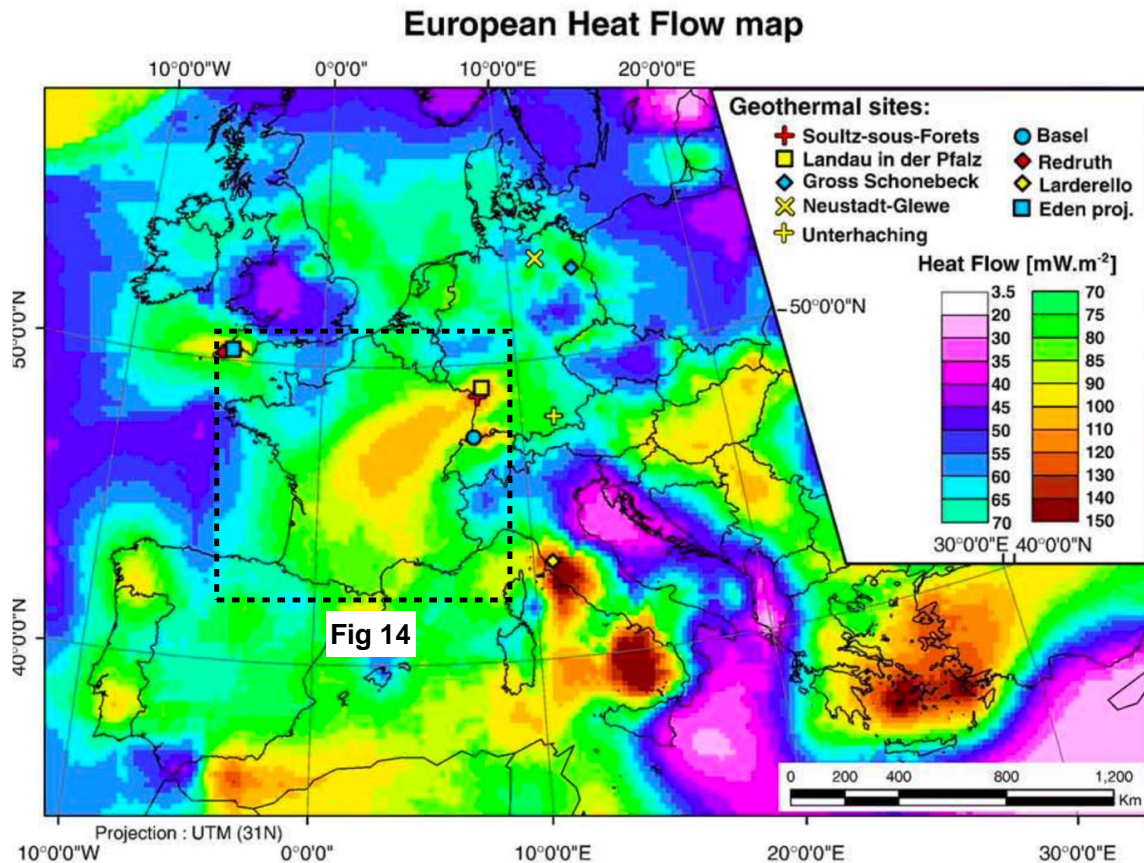 European Heat Flow map
10°0'0"W 0°0'0" 10°0'0"E 20°0'0"E
Geothermal sites:
Soultz-sous-Forets
Landau in der Pfalz
Gross Schonebeck
Neustadt-Glewe
Unterhaching
Basel
Redruth
Larderello
Eden proj.
Heat Flow [mW.m-2]
3.5
20
30
35
40
45
50
55
60
65
70
70
75
80
85
90
100
110
130
140
150
50°0'0"N
50°0'0"N
40°0'0"N
30°0'0"E 40°0'0"N
Fig 14
0 200 400 800 1,200
Km
Projection : UTM (31N)
10°0'0"W 0°0'0" 10°0'0"E 20°0'0"E 30°0'0"E